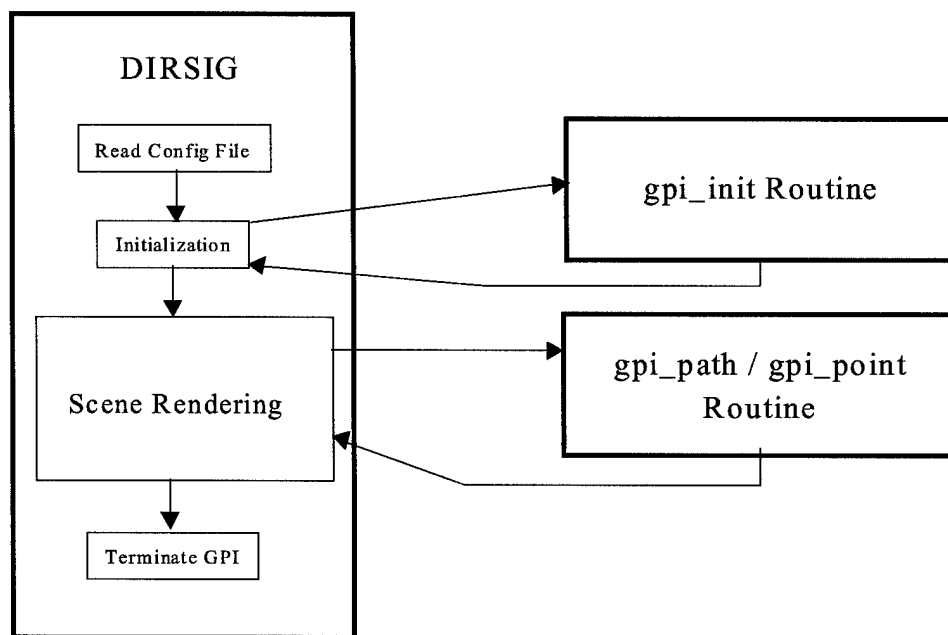 DIRSIG
Read Config File
Initialization
gpi_init Routine
Scene Rendering
gpi_path / gpi_point
Routine
Terminate GPI